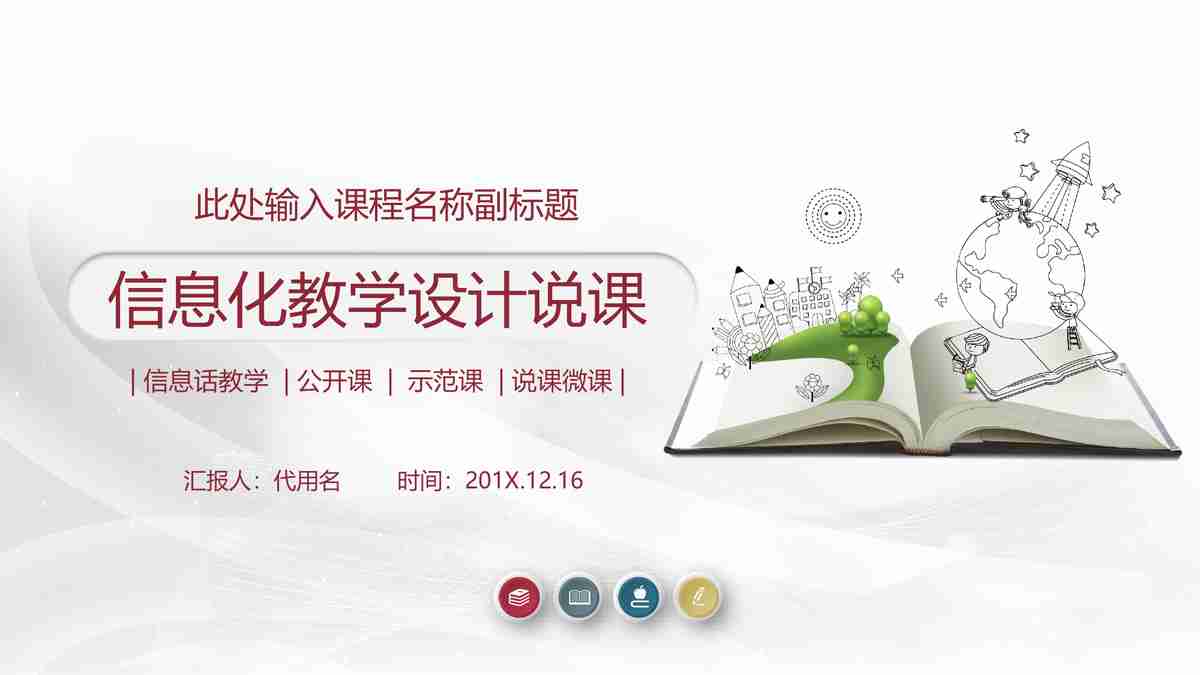 此处输入课程名称副标题
信息化教学设计说课
| 信息话教学 | 公开课 | 示范课 | 说课微课 |
汇报人：代用名 时间：201X.12.16